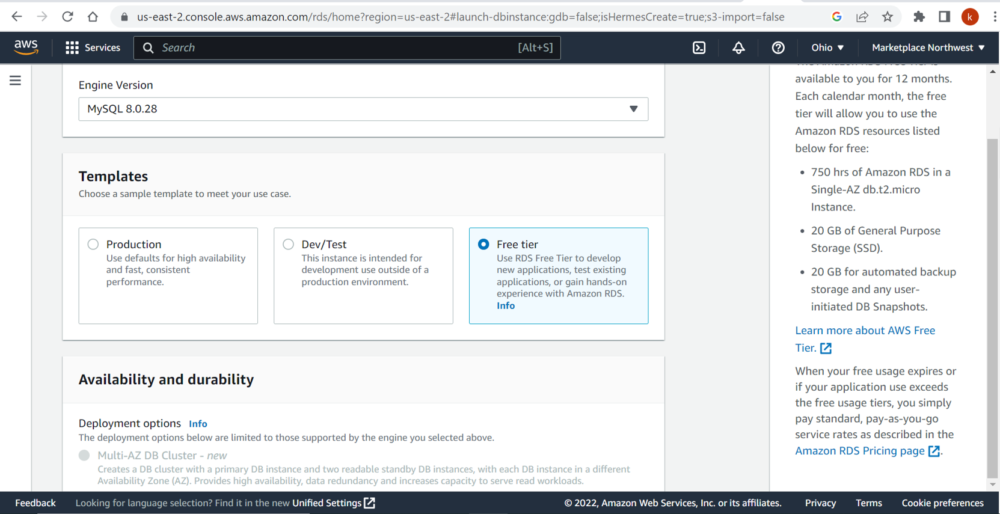 us-east-2.console.aws.amazon.com/rds/home?region=us-east-2#launch-dbinstance:gdb=false;isHermesCreate=true;s3-import=false
k
aws
Services
Search
[Alt+S]
Ohio
Marketplace Northwest
Engine Version
MySQL 8.0.28
Templates
Choose a sample template to meet your use case.
Production
Use defaults for high availability
and fast, consistent
performance.
Dev/Test
This instance is intended for
development use outside of a
production environment.
Free tier
Use RDS Free Tier to develop
new applications, test existing
applications, or gain hands-on
experience with Amazon RDS.
Info
Availability and durability
Deployment options Info
The deployment options below are limited to those supported by the engine you selected above.
Multi-AZ DB Cluster - new
Creates a DB cluster with a primary DB instance and two readable standby DB instances, with each DB instance in a different
Availability Zone (AZ). Provides high availability, data redundancy and increases capacity to serve read workloads.
The Amazon RDS Free Tier is
available to you for 12 months.
Each calendar month, the free
tier will allow you to use the
Amazon RDS resources listed
below for free:
• 750 hrs of Amazon RDS in a
Single-AZ db.t2.micro
Instance.
• 20 GB of General Purpose
Storage (SSD).
• 20 GB for automated backup
storage and any user-
initiated DB Snapshots.
Learn more about AWS Free
Tier.
When your free usage expires or
if your application use exceeds
the free usage tiers, you simply
pay standard, pay-as-you-go
service rates as described in the
Amazon RDS Pricing page.
Feedback
Looking for language selection? Find it in the new Unified Settings
© 2022, Amazon Web Services, Inc. or its affiliates.
Privacy
Terms
Cookie preferences